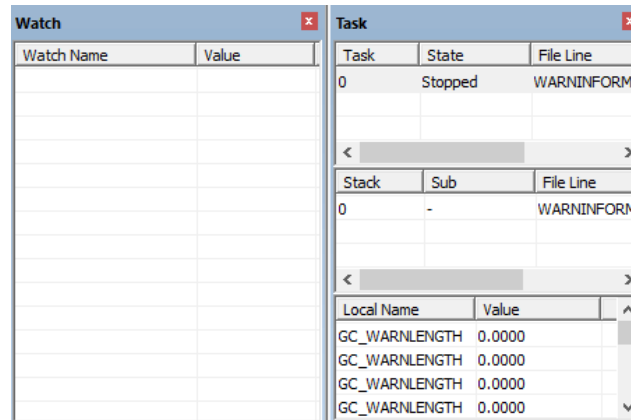 Watch
Watch Name Value
Task
Task State File Line
0 Stopped WARNINFORM
Stack Sub File Line
0 - WARNINFORM
Local Name Value
GC_WARNLENGTH 0.0000
GC_WARNLENGTH 0.0000
GC_WARNLENGTH 0.0000
GC_WARNLENGTH 0.0000